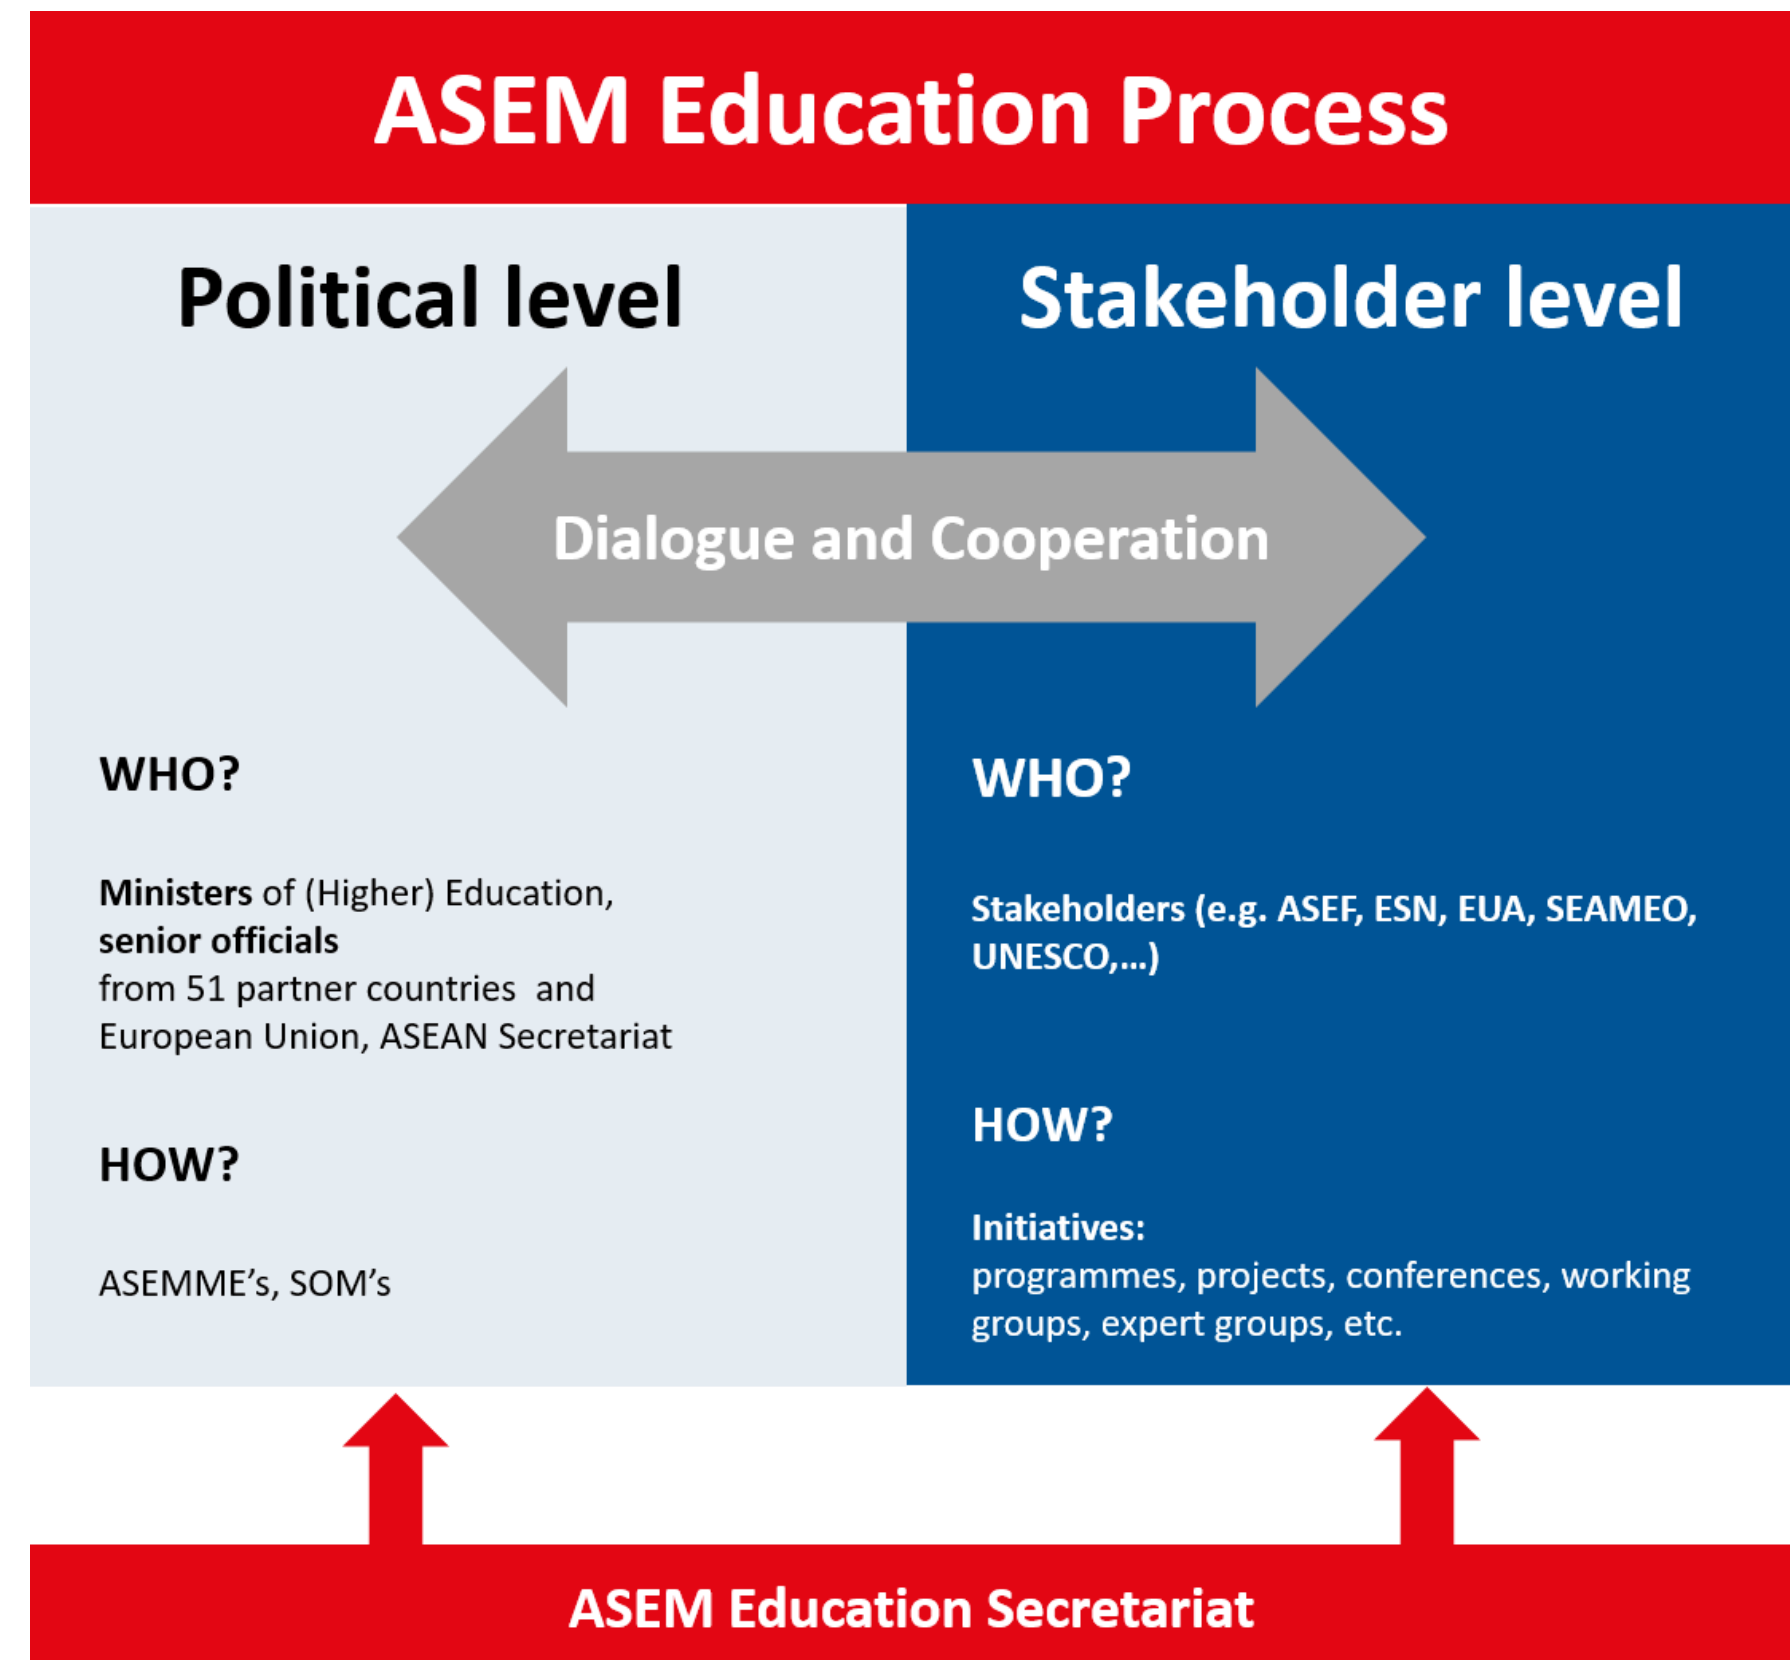 ASEM Education Process
Political level
Stakeholder level
Dialogue and Cooperation
WHO?
Ministers of (Higher) Education,
senior officials
from 51 partner countries  and
European Union, ASEAN Secretariat
HOW?
ASEMME’s, SOM’s
WHO?
Stakeholders (e.g. ASEF, ESN, EUA, SEAMEO,
UNESCO,...)
HOW?
Initiatives:
programmes, projects, conferences, working
groups, expert groups, etc.
ASEM Education Secretariat